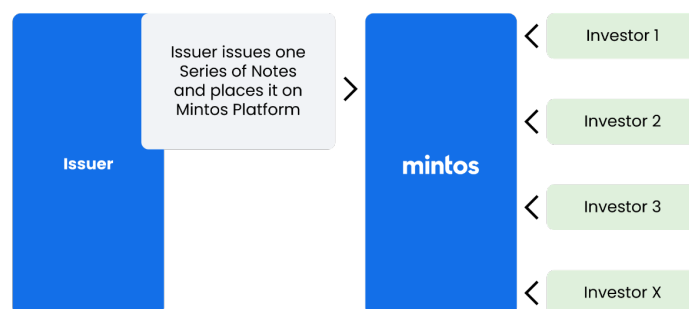 Issuer issues one
Series of Notes
and places it on
Mintos Platform
Issuer
mintos
Investor 1
Investor 2
Investor 3
Investor X